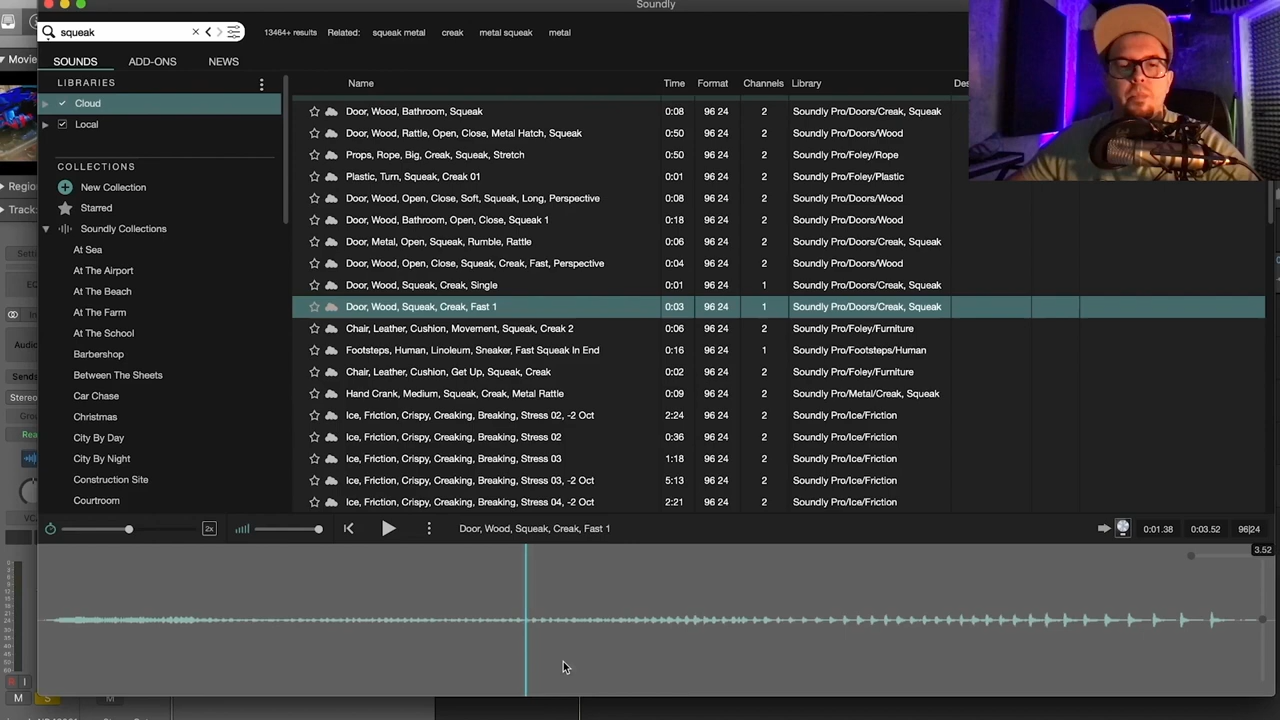 Soundly
squeak
13464+ results Related: squeak metal creak metal squeak metal
Movie
SOUNDS ADD-ONS NEWS
LIBRARIES
Name Time Format Channels Library
Cloud
Local
COLLECTIONS
New Collection
Starred
Soundly Collections
At Sea
At The Airport
At The Beach
At The Farm
At The School
Barbershop
Between The Sheets
Car Chase
Christmas
City By Day
City By Night
Construction Site
Courtroom
Door, Wood, Bathroom, Squeak 0:08 96 24 2 Soundly Pro/Doors/Creak, Squeak
Door, Wood, Rattle, Open, Close, Metal Hatch, Squeak 0:50 96 24 2 Soundly Pro/Doors/Wood
Props, Rope, Big, Creak, Squeak, Stretch 0:50 96 24 2 Soundly Pro/Foley/Rope
Plastic, Turn, Squeak, Creak 01 0:01 96 24 2 Soundly Pro/Foley/Plastic
Door, Wood, Open, Close, Soft, Squeak, Long, Perspective 0:08 96 24 2 Soundly Pro/Doors/Wood
Door, Wood, Bathroom, Open, Close, Squeak 1 0:18 96 24 2 Soundly Pro/Doors/Wood
Door, Metal, Open, Squeak, Rumble, Rattle 0:06 96 24 2 Soundly Pro/Doors/Creak, Squeak
Door, Wood, Open, Close, Squeak, Creak, Fast, Perspective 0:04 96 24 2 Soundly Pro/Doors/Wood
Door, Wood, Squeak, Creak, Single 0:01 96 24 1 Soundly Pro/Doors/Creak, Squeak
Door, Wood, Squeak, Creak, Fast 1 0:03 96 24 1 Soundly Pro/Doors/Creak, Squeak
Chair, Leather, Cushion, Movement, Squeak, Creak 2 0:06 96 24 2 Soundly Pro/Foley/Furniture
Footsteps, Human, Linoleum, Sneaker, Fast Squeak In End 0:16 96 24 1 Soundly Pro/Footsteps/Human
Chair, Leather, Cushion, Get Up, Squeak, Creak 0:02 96 24 2 Soundly Pro/Foley/Furniture
Hand Crank, Medium, Squeak, Creak, Metal Rattle 0:09 96 24 2 Soundly Pro/Metal/Creak, Squeak
Ice, Friction, Crispy, Creaking, Breaking, Stress 02, -2 Oct 2:24 96 24 2 Soundly Pro/Ice/Friction
Ice, Friction, Crispy, Creaking, Breaking, Stress 02 0:36 96 24 2 Soundly Pro/Ice/Friction
Ice, Friction, Crispy, Creaking, Breaking, Stress 03 1:18 96 24 2 Soundly Pro/Ice/Friction
Ice, Friction, Crispy, Creaking, Breaking, Stress 03, -2 Oct 5:13 96 24 2 Soundly Pro/Ice/Friction
Ice, Friction, Crispy, Creaking, Breaking, Stress 04, -2 Oct 2:21 96 24 2 Soundly Pro/Ice/Friction
2x Door, Wood, Squeak, Creak, Fast 1 0:01.38 0:03.52 96|24
3.52
R I
M S M